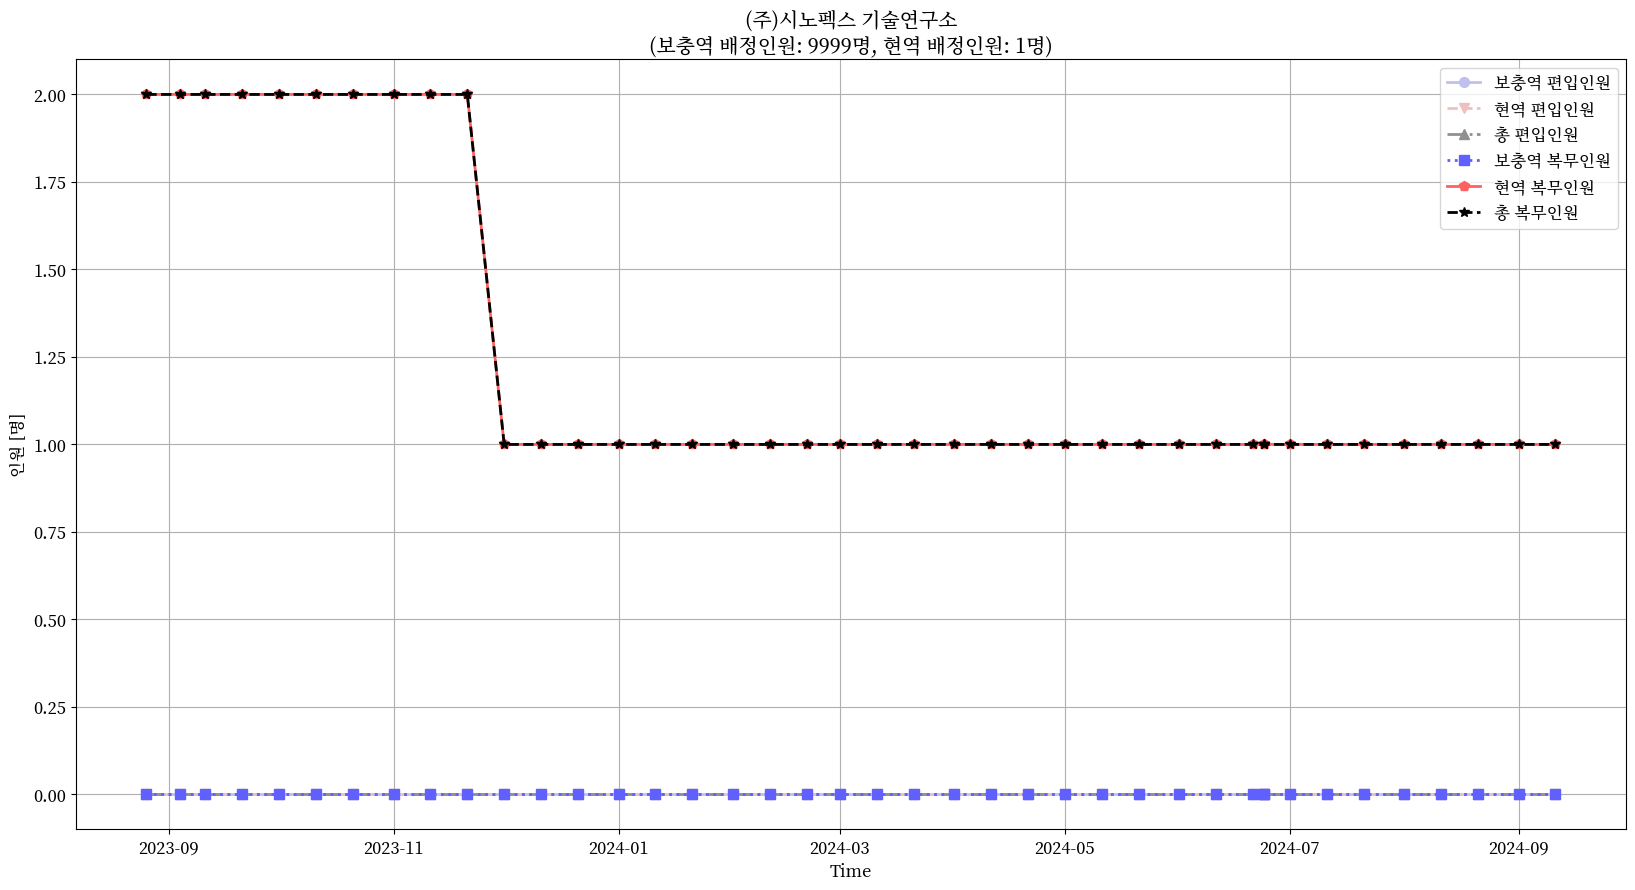 (주)시노펙스 기술연구소
(보충역 배정인원: 9999명, 현역 배정인원: 1명)
보충역 편입인원
현역 편입인원
총 편입인원
보충역 복무인원
현역 복무인원
총 복무인원
인원 [명]
2.00
1.75
1.50
1.25
1.00
0.75
0.50
0.25
0.00
2023-09 2023-11 2024-01 2024-03 2024-05 2024-07 2024-09
Time